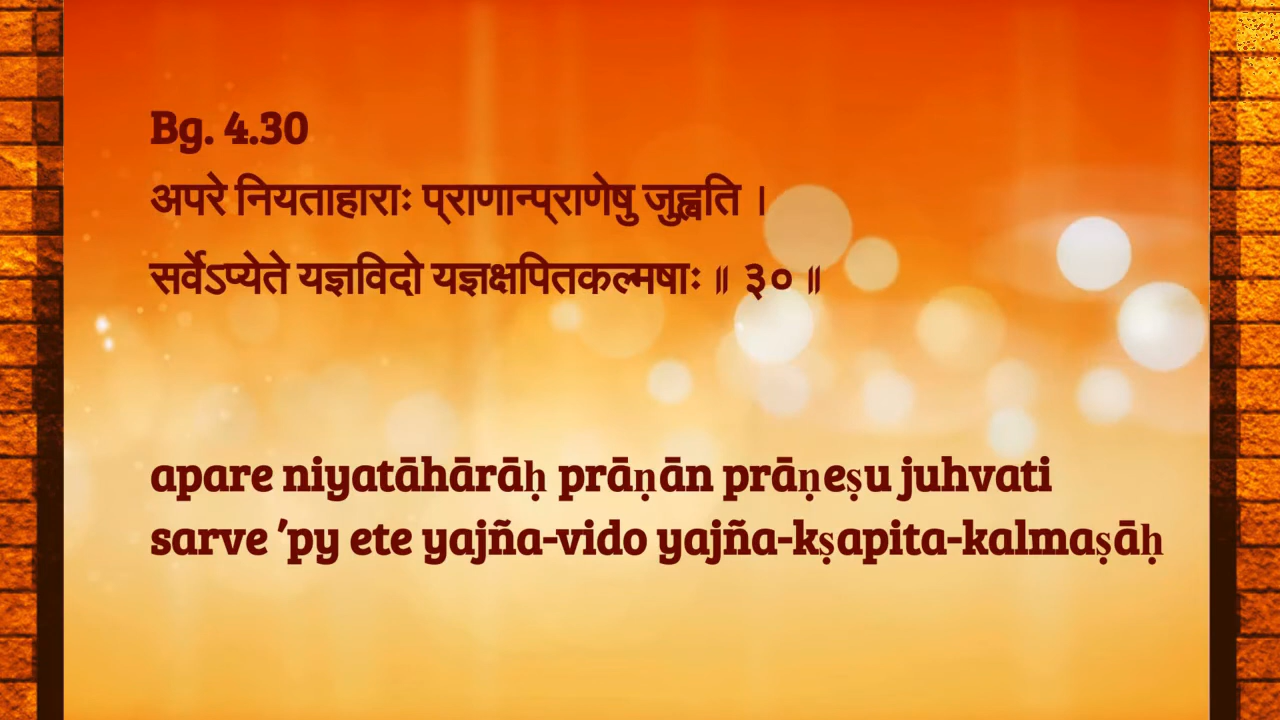 Bg. 4.30
अपरे नियताहाराः प्राणान्प्राणेषु जुह्वति ।
सर्वेऽप्येते यज्ञविदो यज्ञक्षपितकल्मषाः ॥ ३० ॥
apare niyatāhārāḥ prāṇān prāṇeṣu juhvati
sarve ’py ete yajña-vido yajña-kṣapita-kalmaṣāḥ